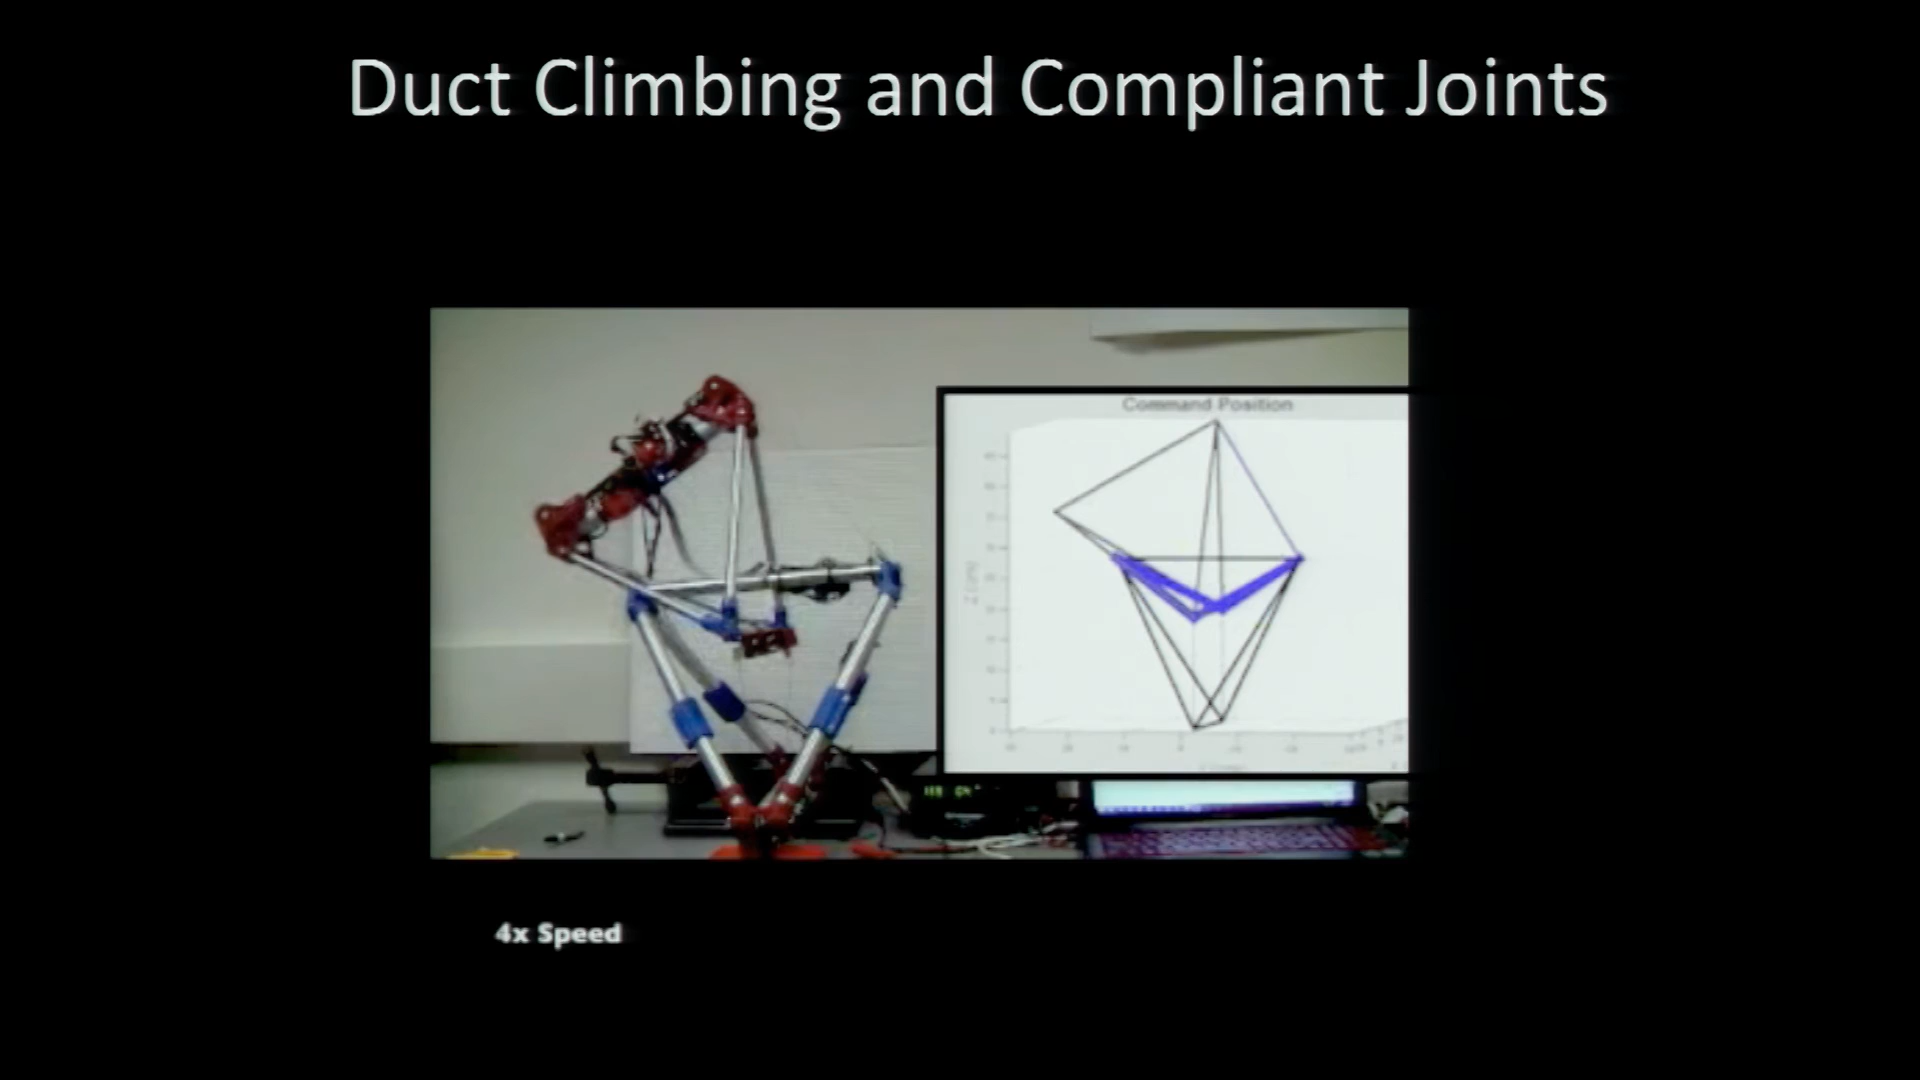 Duct Climbing and Compliant Joints
Command Position
4x Speed